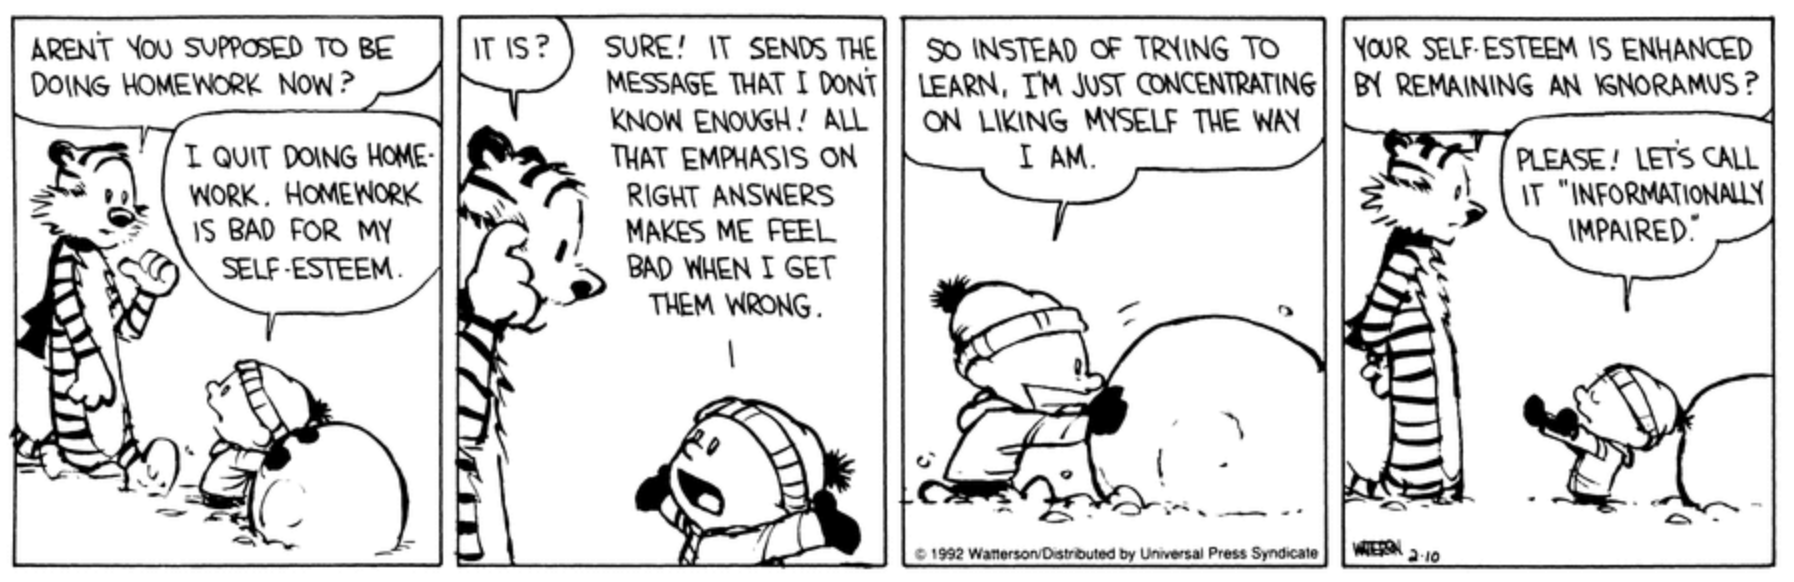 AREN'T YOU SUPPOSED TO BE
DOING HOMEWORK NOW?
I QUIT DOING HOME-
WORK. HOMEWORK
IS BAD FOR MY
SELF-ESTEEM.
IT IS?
SURE! IT SENDS THE
MESSAGE THAT I DON'T
KNOW ENOUGH! ALL
THAT EMPHASIS ON
RIGHT ANSWERS
MAKES ME FEEL
BAD WHEN I GET
THEM WRONG.
SO INSTEAD OF TRYING TO
LEARN, I'M JUST CONCENTRATING
ON LIKING MYSELF THE WAY
I AM.
© 1992 Watterson/Distributed by Universal Press Syndicate
YOUR SELF-ESTEEM IS ENHANCED
BY REMAINING AN IGNORAMUS?
PLEASE! LET'S CALL
IT "INFORMATIONALLY
IMPAIRED."
WATTERSON 2·10